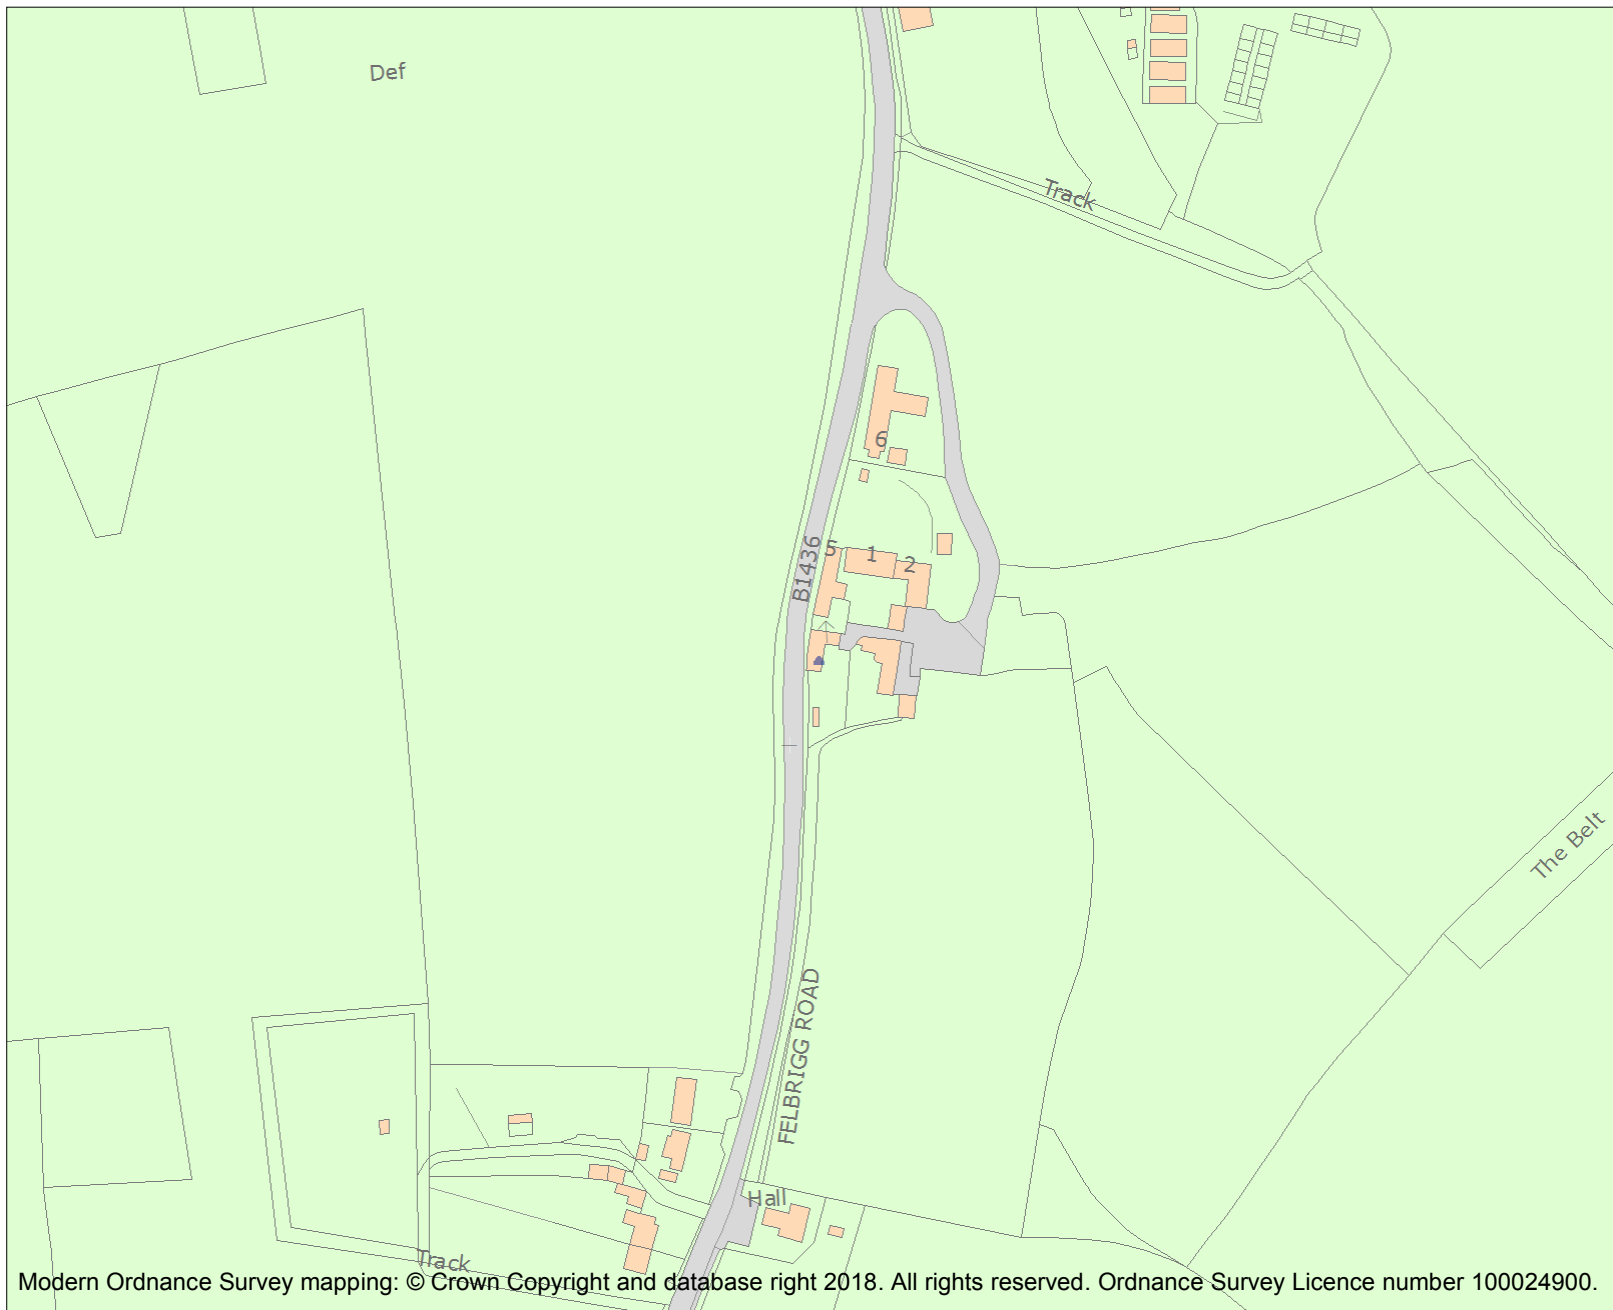 Def
Track
6
B1436
5
1
2
The Belt
FELBRIGG ROAD
Hall
Track
Modern Ordnance Survey mapping: © Crown Copyright and database right 2018. All rights reserved. Ordnance Survey Licence number 100024900.